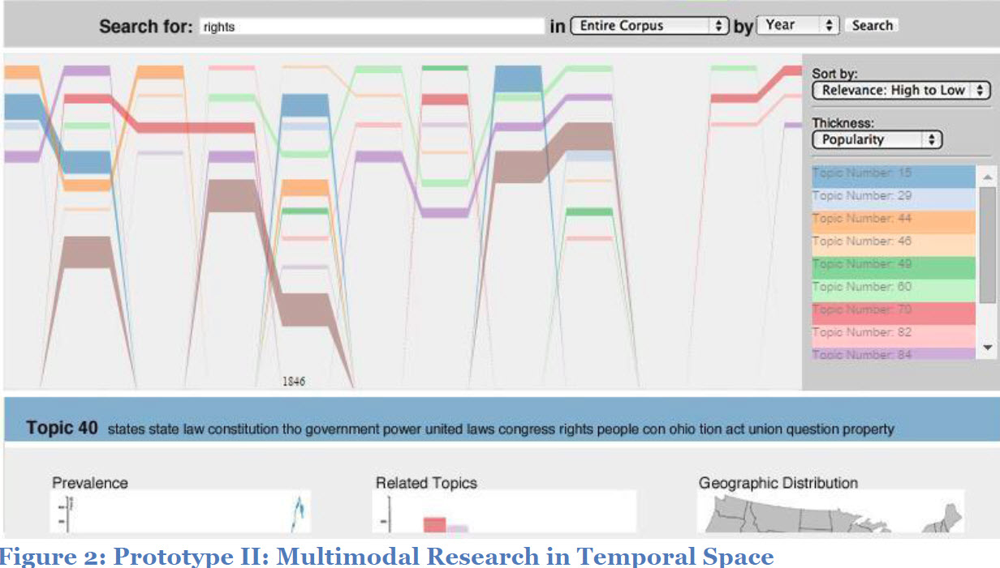 Search for: rights in Entire Corpus by Year Search
Sort by:
Relevance: High to Low
Thickness:
Popularity
Topic Number: 15
Topic Number: 29
Topic Number: 44
Topic Number: 46
Topic Number: 49
Topic Number: 60
Topic Number: 70
Topic Number: 82
Topic Number: 84
1846
Topic 40 states state law constitution tho government power united laws congress rights people con ohio tion act union question property
Prevalence
Related Topics
Geographic Distribution
Figure 2: Prototype II: Multimodal Research in Temporal Space